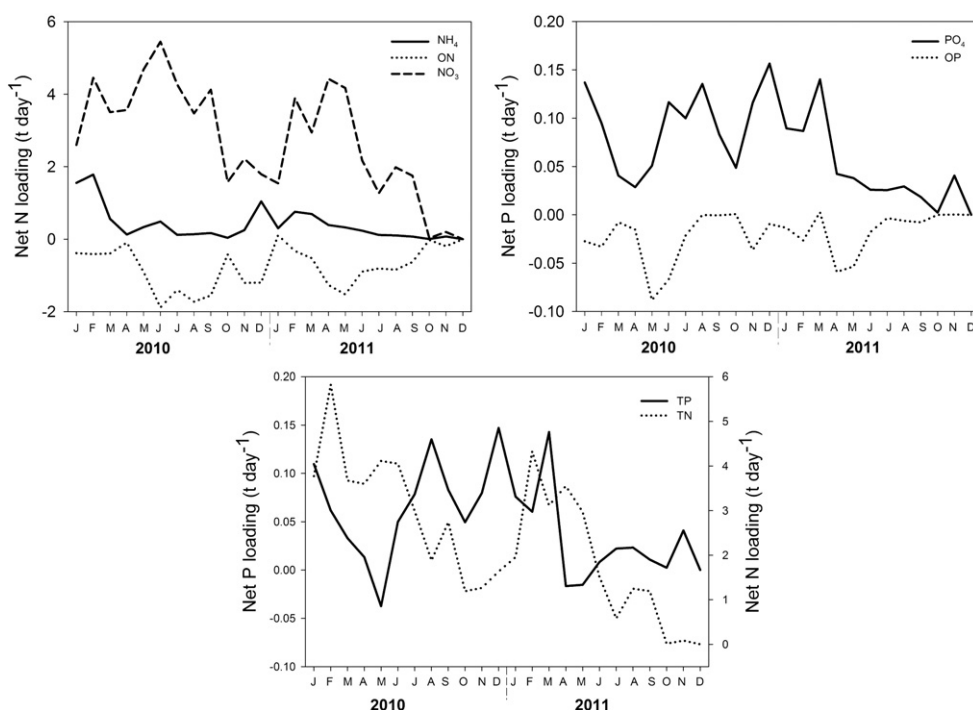 Net N loading (t day-1)
6
4
2
0
-2
NH4
ON
NO3
J F M A M J J A S O N D J F M A M J J A S O N D
2010 2011
Net P loading (t day-1)
0.20
0.15
0.10
0.05
0.00
-0.05
-0.10
PO4
OP
J F M A M J J A S O N D J F M A M J J A S O N D
2010 2011
Net P loading (t day-1)
0.20
0.15
0.10
0.05
0.00
-0.05
-0.10
TP
TN
6
5
4
3
2
1
0
Net N loading (t day-1)
J F M A M J J A S O N D J F M A M J J A S O N D
2010 2011